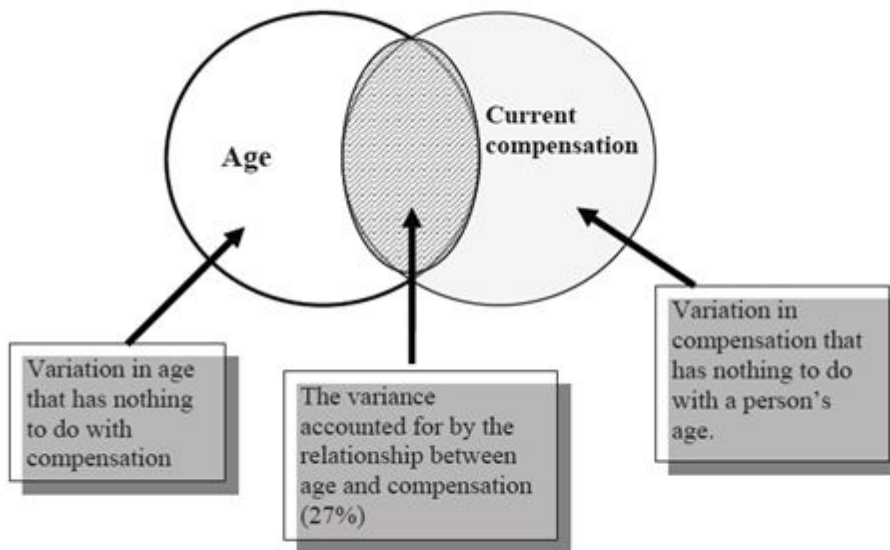 Age
Current
compensation
Variation in age
that has nothing
to do with
compensation
The variance
accounted for by the
relationship between
age and compensation
(27%)
Variation in
compensation that
has nothing to do
with a person’s
age.